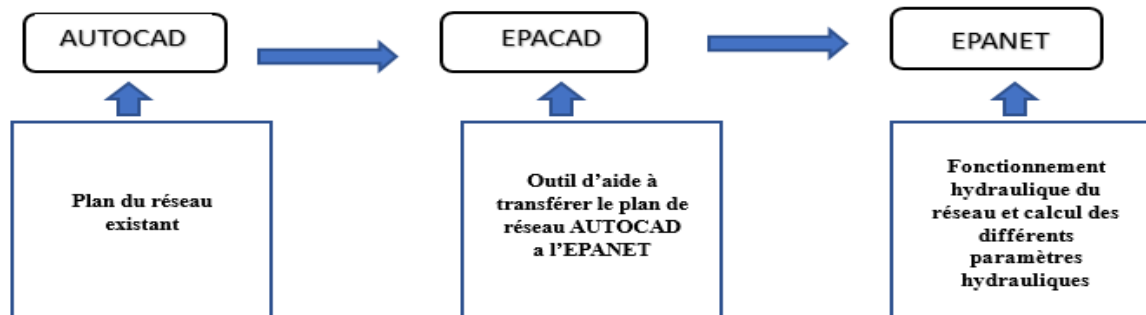 AUTOCAD
EPACAD
EPANET
Plan du réseau
existant
Outil d’aide à
transférer le plan de
réseau AUTOCAD
a l’EPANET
Fonctionnement
hydraulique du
réseau et calcul des
différents
paramètres
hydrauliques